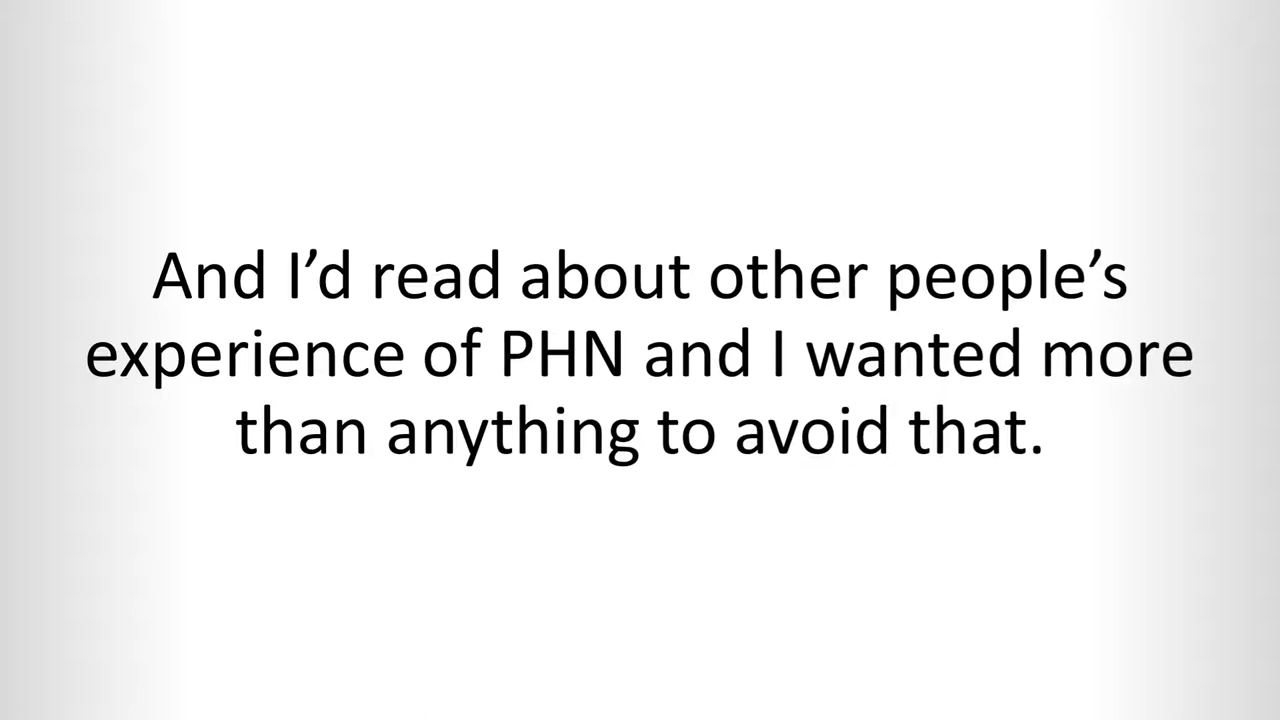 And I’d read about other people’s
experience of PHN and I wanted more
than anything to avoid that.